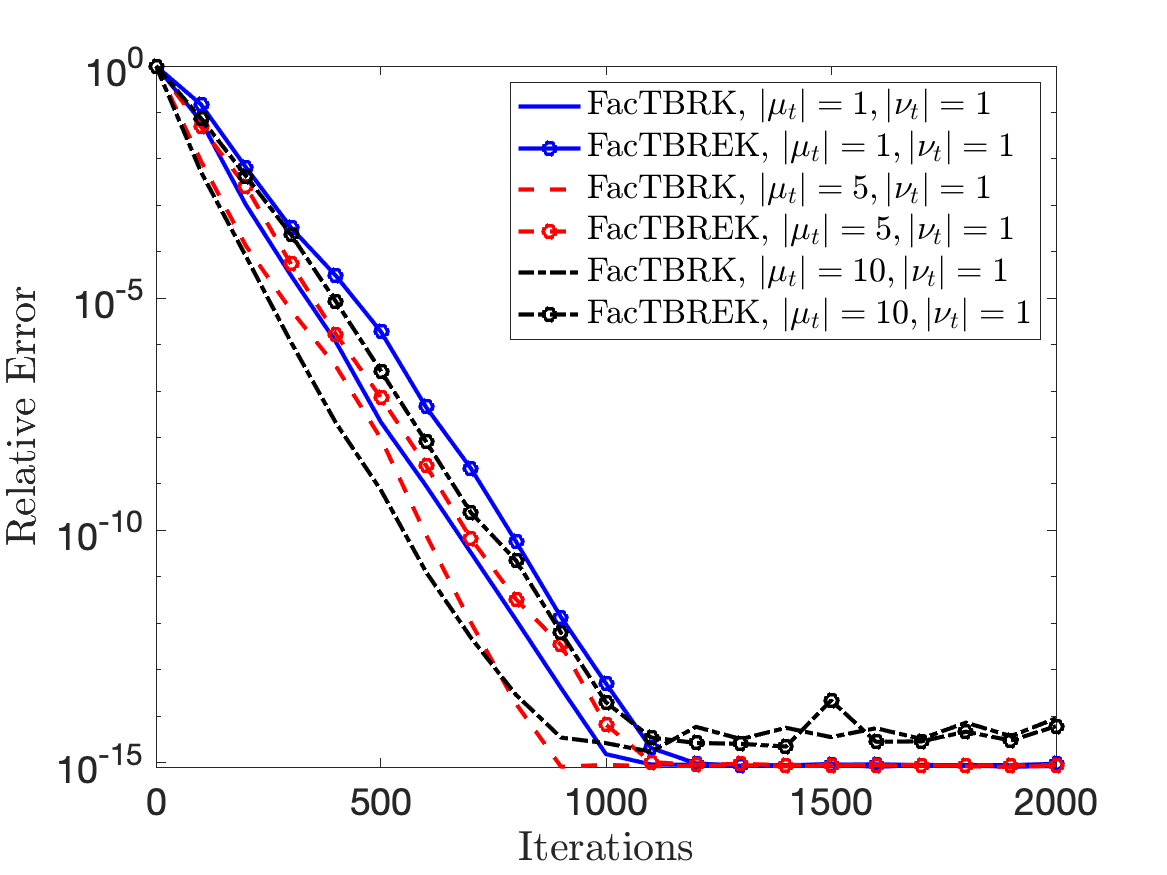 10^0
10^-5
10^-10
10^-15
Relative Error
0
500
1000
1500
2000
Iterations
FacTBRK, |μ_t| = 1, |ν_t| = 1
FacTBREK, |μ_t| = 1, |ν_t| = 1
FacTBRK, |μ_t| = 5, |ν_t| = 1
FacTBREK, |μ_t| = 5, |ν_t| = 1
FacTBRK, |μ_t| = 10, |ν_t| = 1
FacTBREK, |μ_t| = 10, |ν_t| = 1